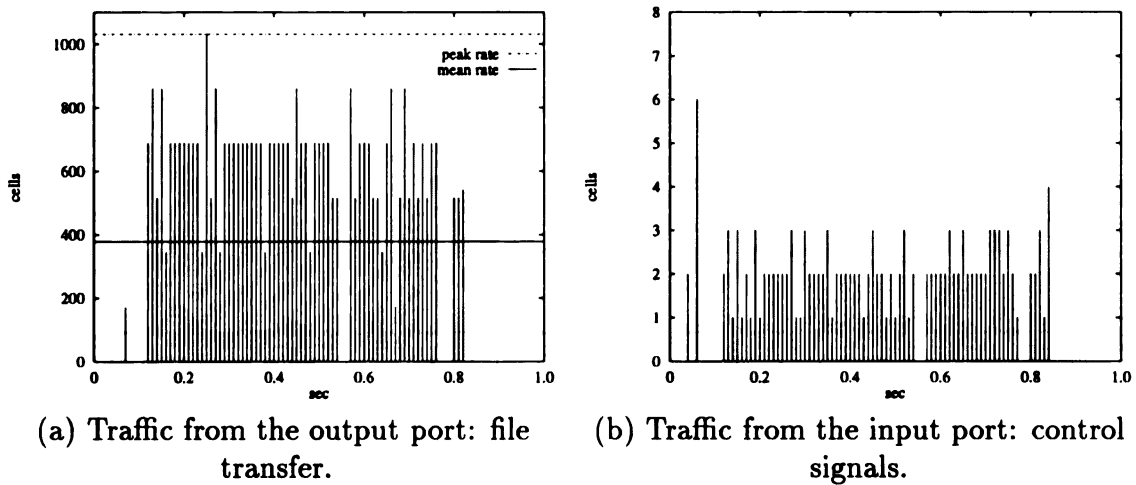 1000
800
600
400
200
0
cells
peak rate
mean rate
0 0.2 0.4 0.6 0.8 1.0
sec
(a) Traffic from the output port: file
transfer.
8
7
6
5
4
3
2
1
0
cells
0 0.2 0.4 0.6 0.8 1.0
sec
(b) Traffic from the input port: control
signals.